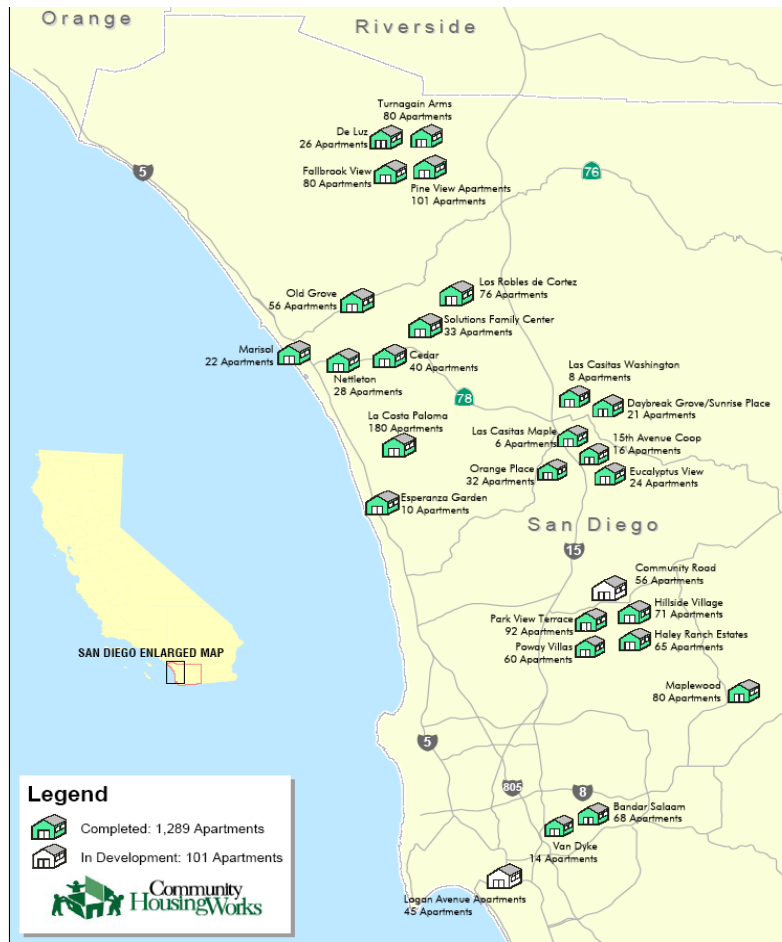 Orange
Riverside
Turnagain Arms
80 Apartments
De Luz
26 Apartments
Fallbrook View
80 Apartments
Pine View Apartments
101 Apartments
5
76
Old Grove
56 Apartments
Los Robles de Cortez
76 Apartments
Solutions Family Center
33 Apartments
Marisol
22 Apartments
Nettleton
28 Apartments
Cedar
40 Apartments
78
Las Casitas Washington
8 Apartments
Daybreak Grove/Sunrise Place
21 Apartments
La Costa Paloma
180 Apartments
Las Casitas Maple
6 Apartments
15th Avenue Coop
16 Apartments
Orange Place
32 Apartments
Eucalyptus View
24 Apartments
Esperanza Garden
10 Apartments
San Diego
15
Community Road
56 Apartments
Hillside Village
71 Apartments
Park View Terrace
92 Apartments
Haley Ranch Estates
65 Apartments
Poway Villas
60 Apartments
SAN DIEGO ENLARGED MAP
Maplewood
80 Apartments
5
805
8
Bandar Salaam
68 Apartments
Van Dyke
14 Apartments
Logan Avenue Apartments
45 Apartments
Legend
Completed: 1,289 Apartments
In Development: 101 Apartments
Community
HousingWorks